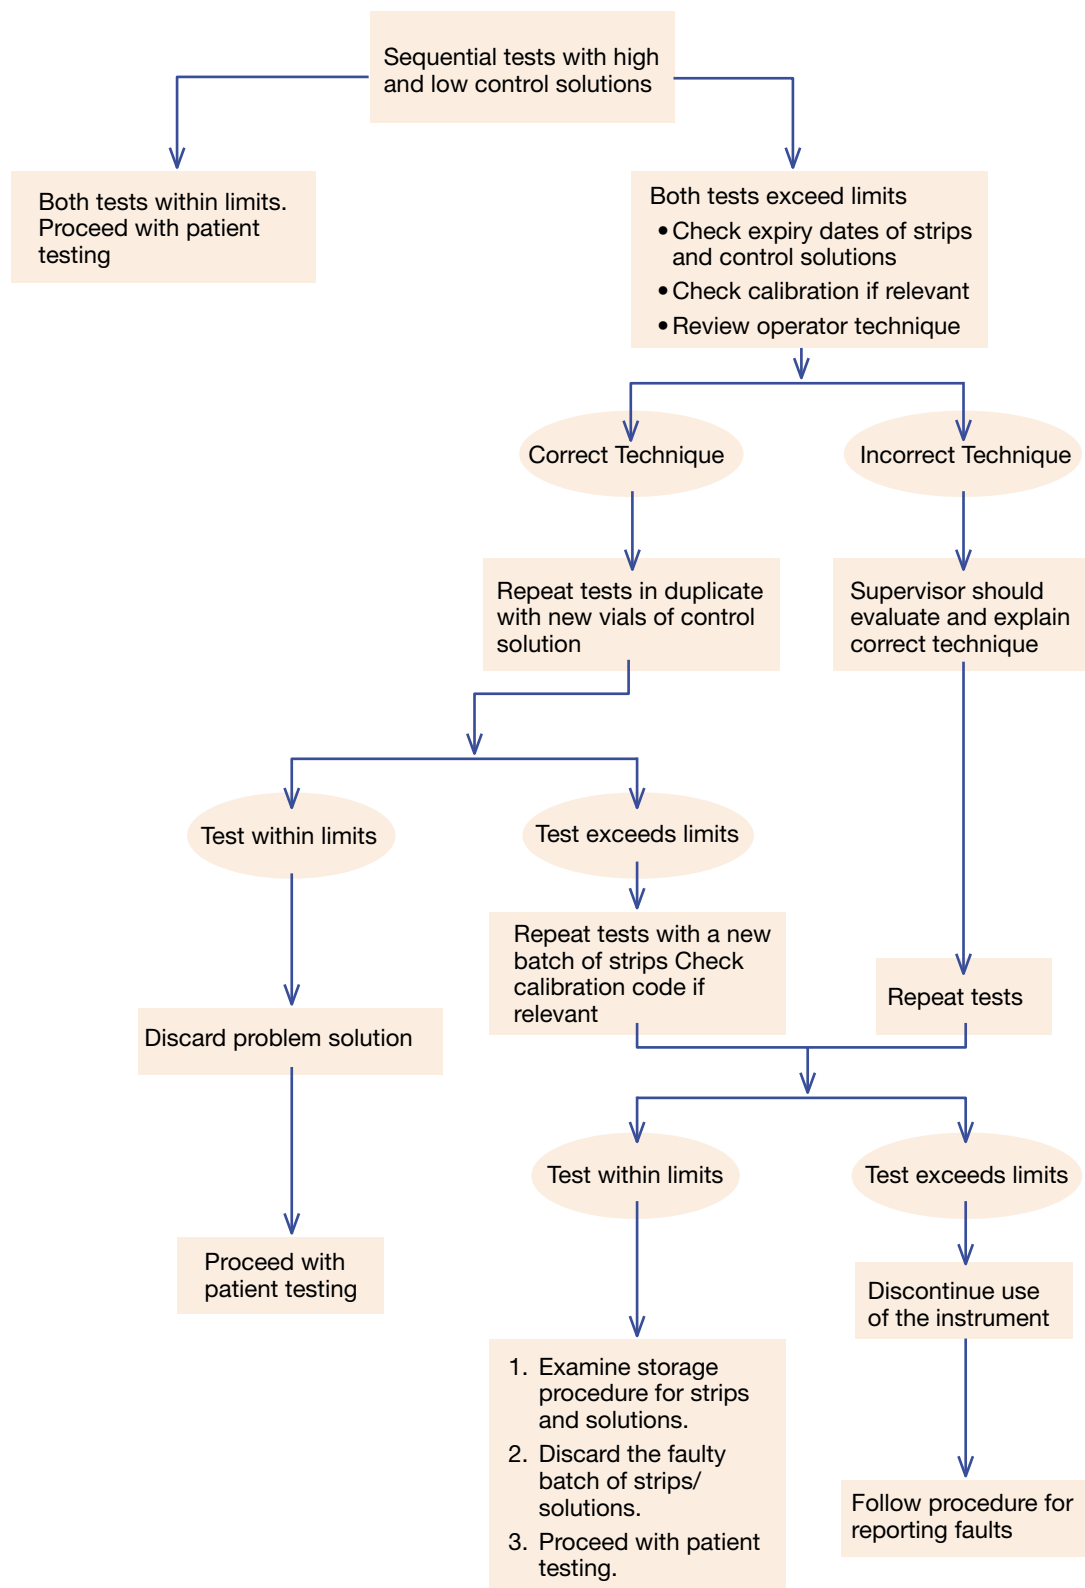 Sequential tests with high
and low control solutions
Both tests within limits.
Proceed with patient
testing
Both tests exceed limits
• Check expiry dates of strips
and control solutions
• Check calibration if relevant
• Review operator technique
Correct Technique
Incorrect Technique
Repeat tests in duplicate
with new vials of control
solution
Supervisor should
evaluate and explain
correct technique
Test within limits
Test exceeds limits
Repeat tests with a new
batch of strips Check
calibration code if
relevant
Repeat tests
Discard problem solution
Test within limits
Test exceeds limits
Proceed with
patient testing
Discontinue use
of the instrument
1. Examine storage
procedure for strips
and solutions.
2. Discard the faulty
batch of strips/
solutions.
3. Proceed with patient
testing.
Follow procedure for
reporting faults